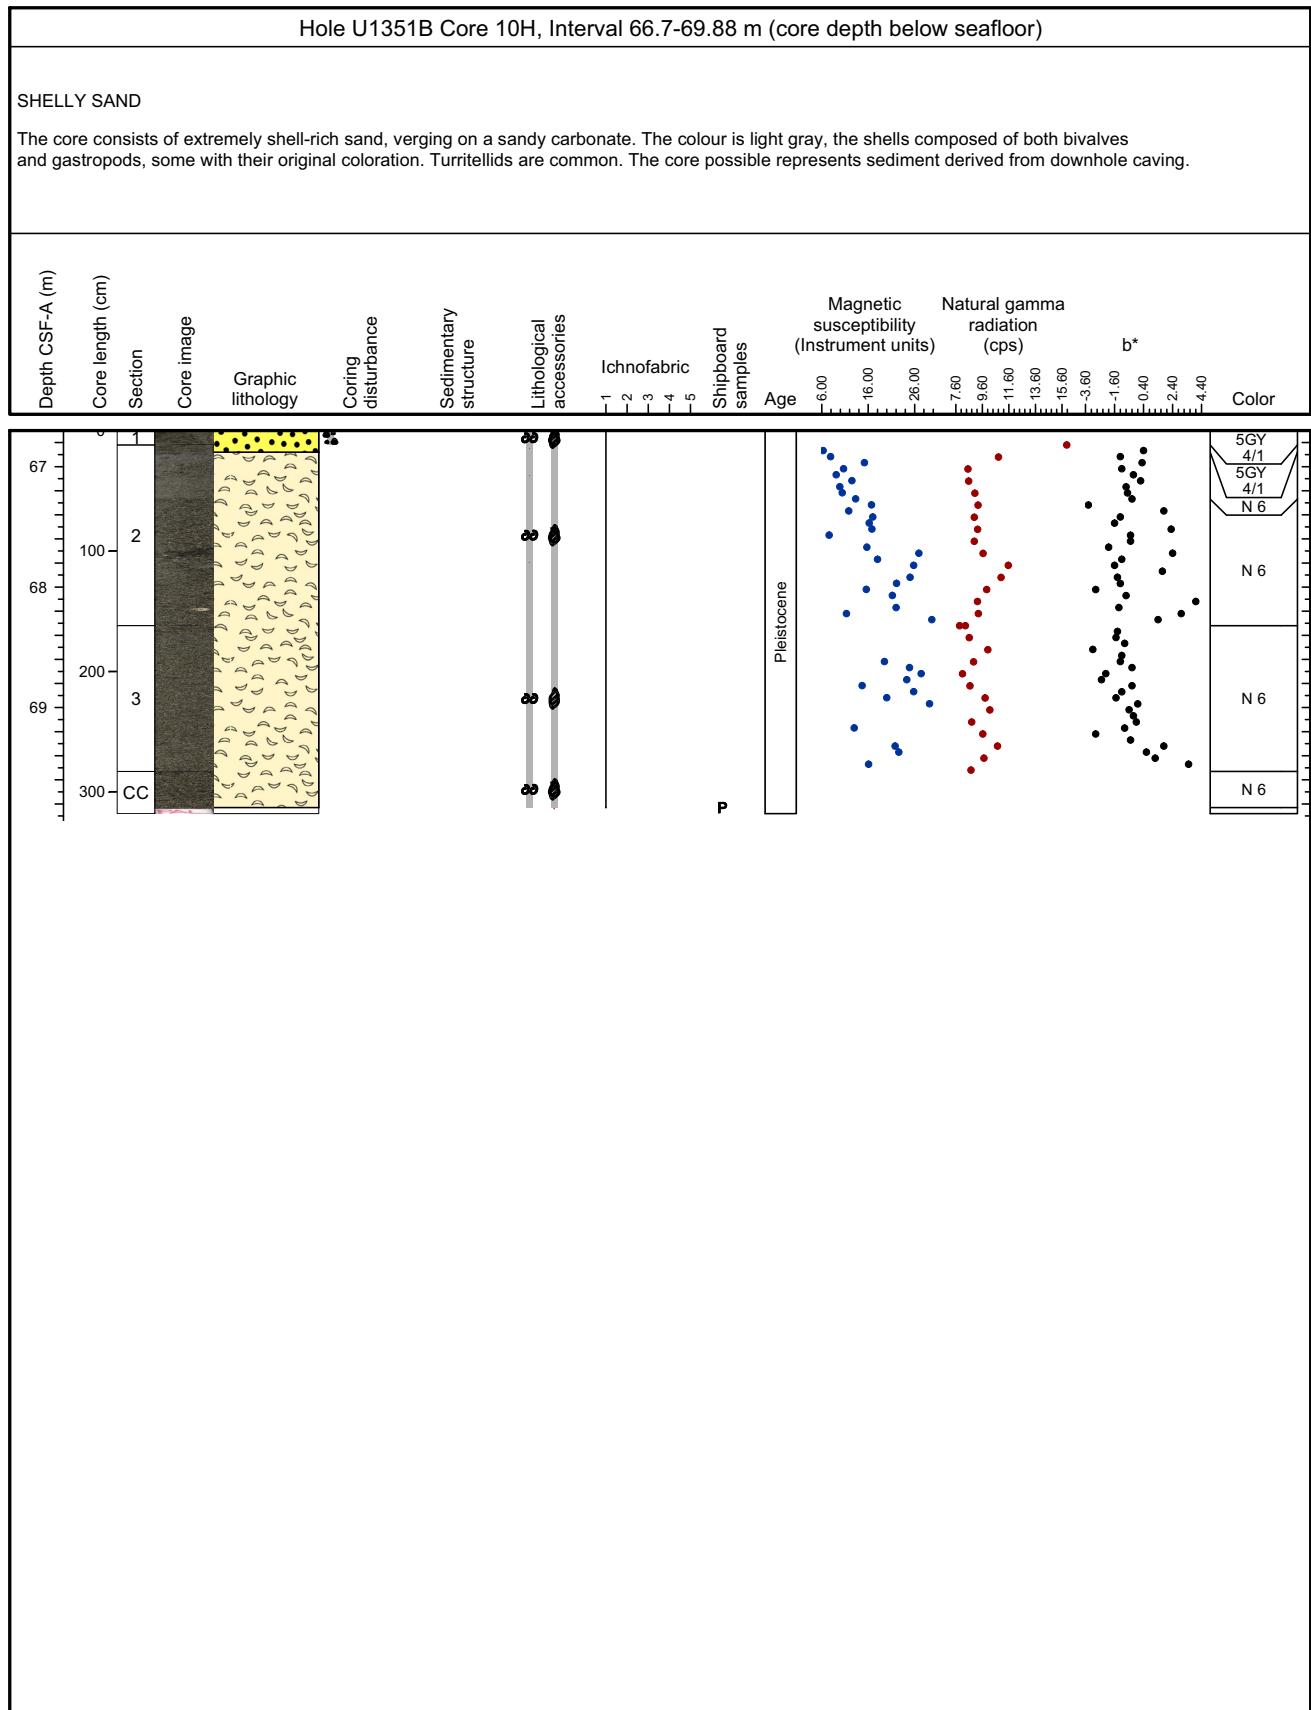 Hole U1351B Core 10H, Interval 66.7-69.88 m (core depth below seafloor)
SHELLY SAND
The core consists of extremely shell-rich sand, verging on a sandy carbonate. The colour is light gray, the shells composed of both bivalves
and gastropods, some with their original coloration. Turritellids are common. The core possible represents sediment derived from downhole caving.
Depth CSF-A (m)
Core length (cm)
Section
Core image
Graphic
lithology
Coring
disturbance
Sedimentary
structure
Lithological
accessories
Ichnofabric
1 2 3 4 5
Shipboard
samples
Age
Magnetic
susceptibility
(Instrument units)
6.00 16.00 26.00
Natural gamma
radiation
(cps)
7.60 9.60 11.60 13.60 15.60
b*
-3.60 -1.60 0.40 2.40 4.40
Color
67
68
69
0
100
200
300
1
2
3
CC
P
Pleistocene
5GY
4/1
5GY
4/1
N 6
N 6
N 6
N 6